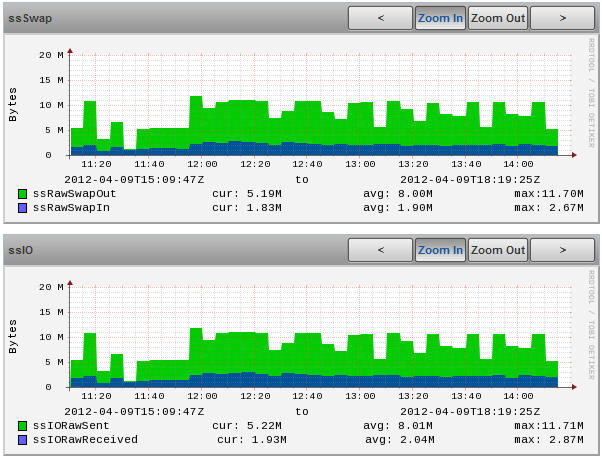 ssSwap < Zoom In Zoom Out >
20 M
15 M
10 M
5 M
0
Bytes
11:20 11:40 12:00 12:20 12:40 13:00 13:20 13:40 14:00
2012-04-09T15:09:47Z to 2012-04-09T18:19:25Z
ssRawSwapOut cur: 5.19M avg: 8.00M max:11.70M
ssRawSwapIn cur: 1.83M avg: 1.90M max: 2.67M
RRDTOOL / TOBI OETIKER
ssIO < Zoom In Zoom Out >
20 M
15 M
10 M
5 M
0
Bytes
11:20 11:40 12:00 12:20 12:40 13:00 13:20 13:40 14:00
2012-04-09T15:09:47Z to 2012-04-09T18:19:25Z
ssIORawSent cur: 5.22M avg: 8.01M max:11.71M
ssIORawReceived cur: 1.93M avg: 2.04M max: 2.87M
RRDTOOL / TOBI OETIKER